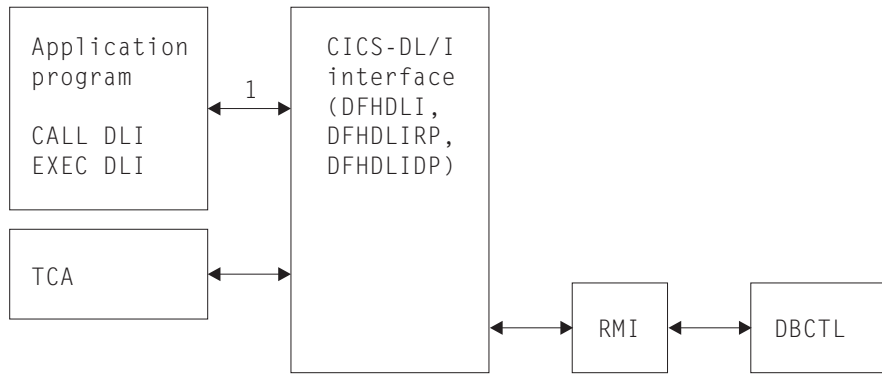 Application
program
CALL DLI
EXEC DLI
1
CICS-DL/I
interface
(DFHDLI,
DFHDLIRP,
DFHDLIDP)
TCA
RMI
DBCTL